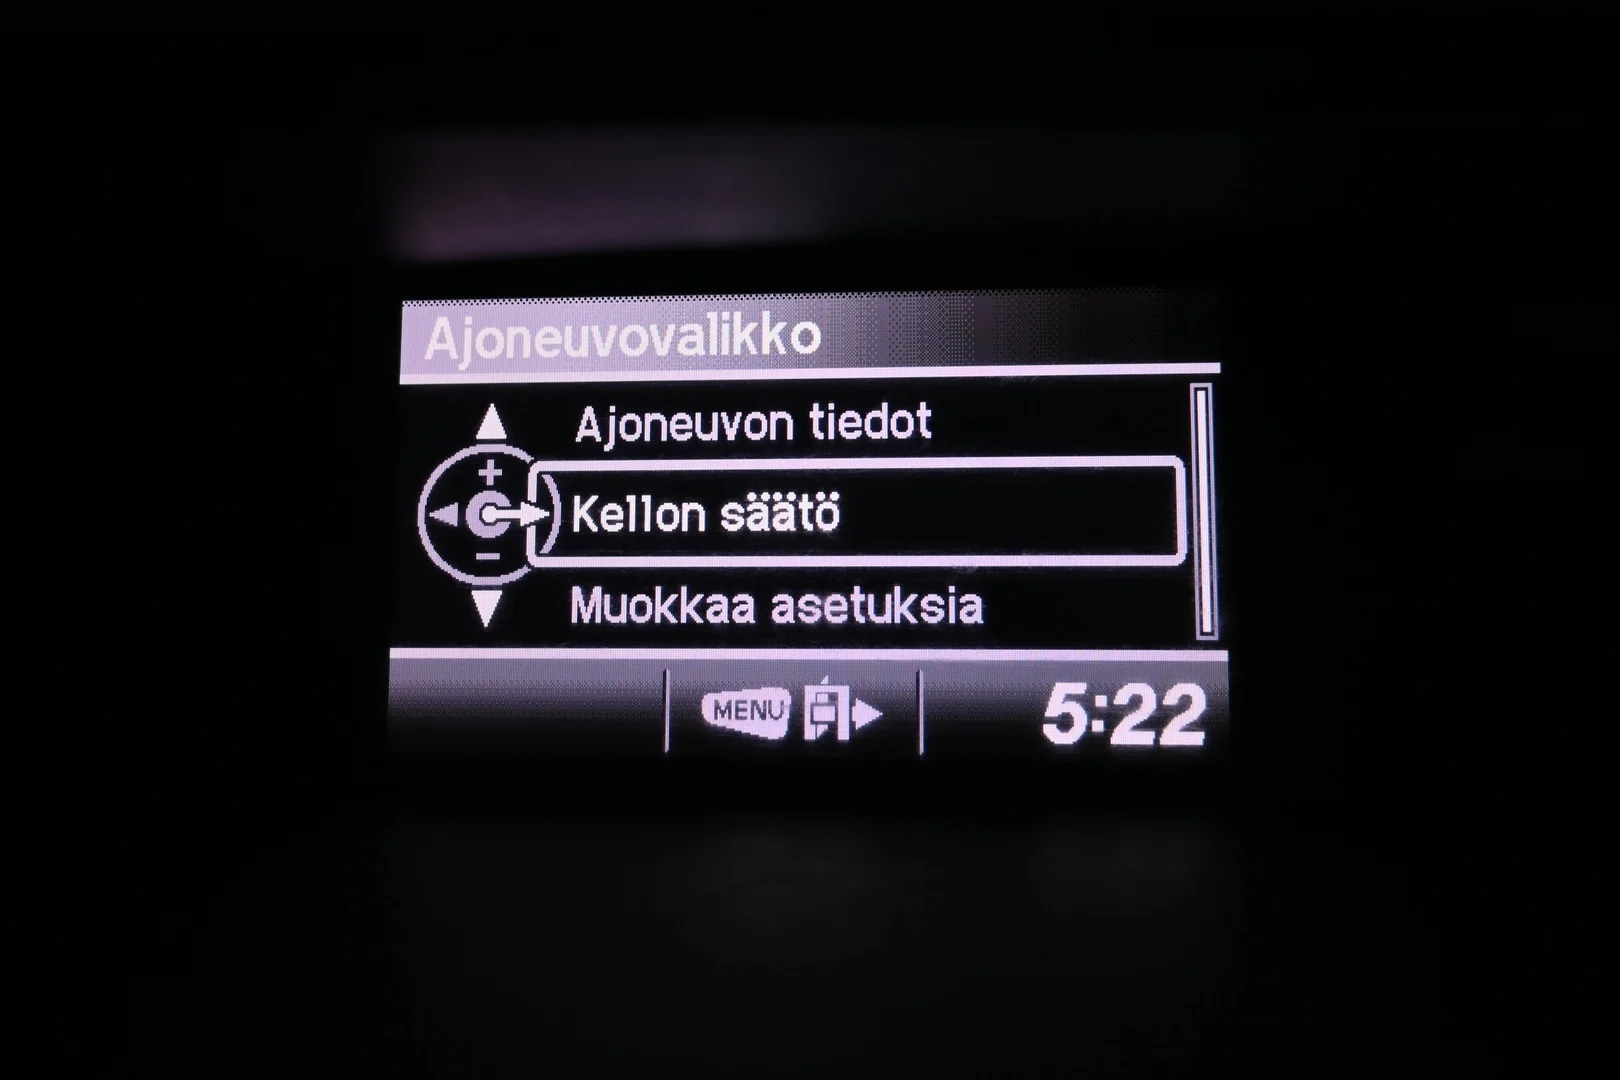 Ajoneuvovalikko
Ajoneuvon tiedot
Kellon säätö
Muokkaa asetuksia
MENU
5:22